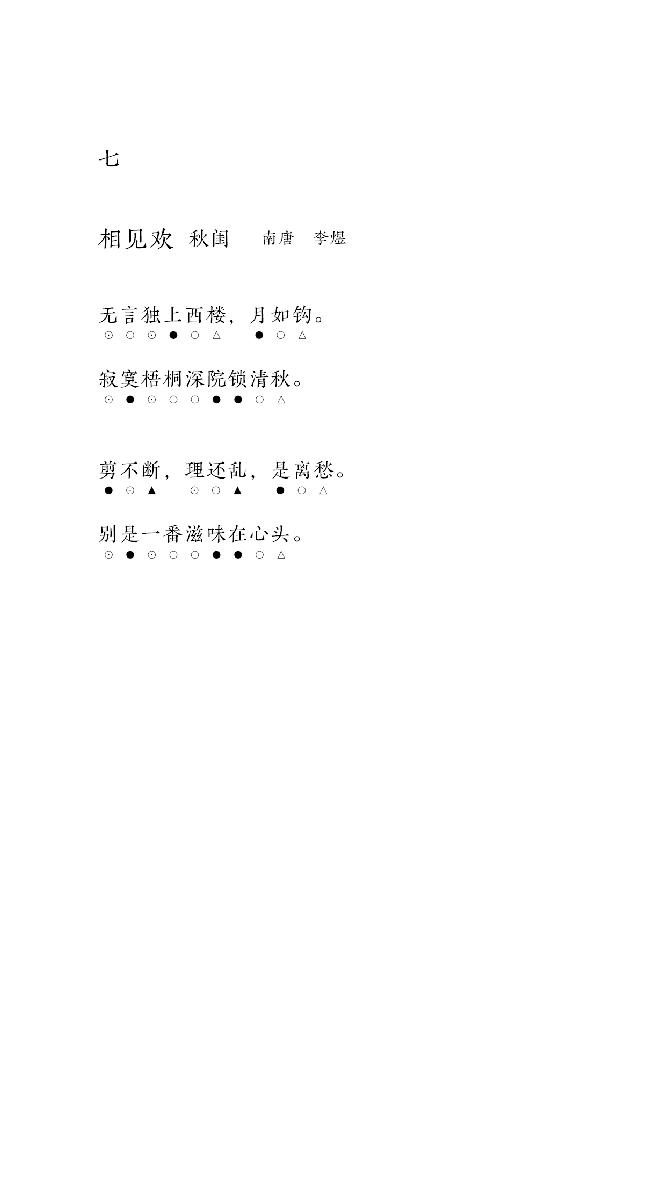 七
相见欢 秋闺 南唐 李煜
无言独上西楼，月如钩。
⊙○⊙●○△ ●○△
寂寞梧桐深院锁清秋。
⊙●⊙○○●●○△
剪不断，理还乱，是离愁。
●⊙▲ ⊙○▲ ●○△
别是一番滋味在心头。
⊙●⊙○○●●○△